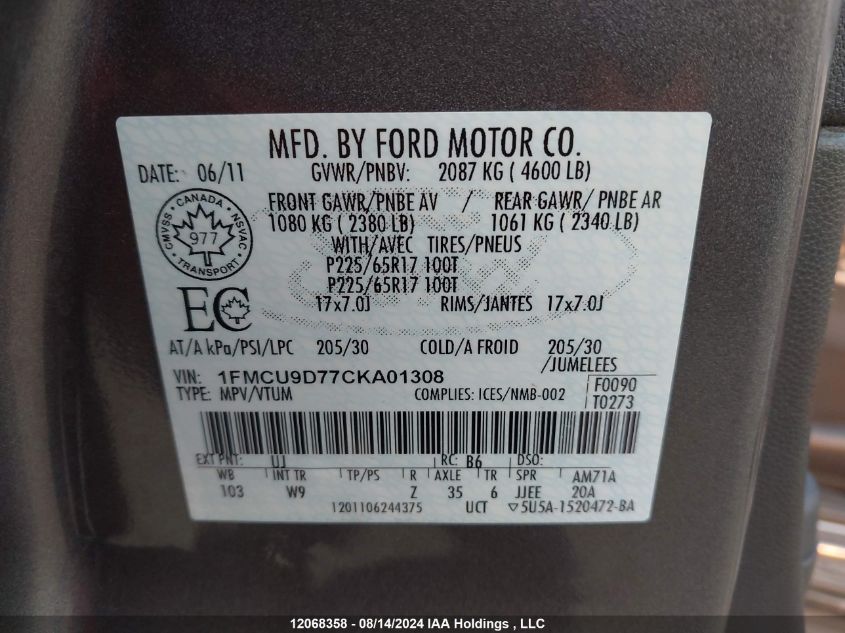 MFD. BY FORD MOTOR CO.
DATE: 06/11 GVWR/PNBV: 2087 KG ( 4600 LB)
FRONT GAWR/PNBE AV / REAR GAWR/ PNBE AR
1080 KG ( 2380 LB) 1061 KG ( 2340 LB)
WITH/AVEC TIRES/PNEUS
P225/65R17 100T
P225/65R17 100T
17x7.0J RIMS/JANTES 17x7.0J
CANADA
CMVSS NSVAC
977
TRANSPORT
EC
AT/A kPa/PSI/LPC 205/30 COLD/A FROID 205/30
/JUMELEES
VIN: 1FMCU9D77CKA01308 F0090
TYPE: MPV/VTUM COMPLIES: ICES/NMB-002 T0273
EXT PNT: UJ RC: B6 DSO:
WB INT TR TP/PS R AXLE TR SPR AM71A
103 W9 Z 35 6 JJEE 20A
1201106244375 UCT ▽5U5A-1520472-BA
12068358 - 08/14/2024 IAA Holdings , LLC